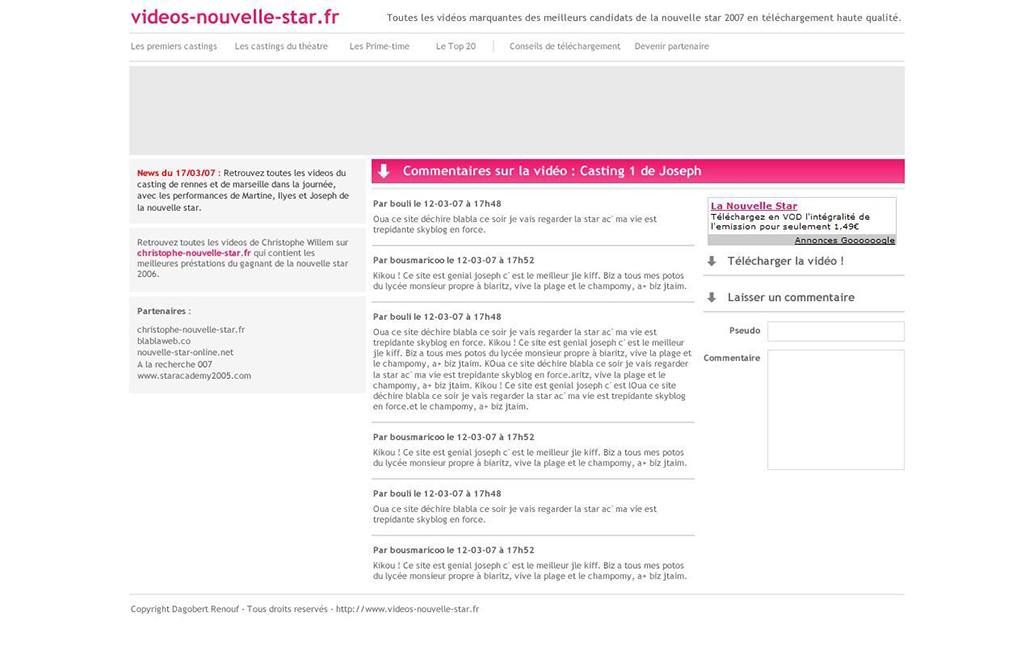 videos-nouvelle-star.fr
Toutes les vidéos marquantes des meilleurs candidats de la nouvelle star 2007 en téléchargement haute qualité.
Les premiers castings
Les castings du théatre
Les Prime-time
Le Top 20
Conseils de téléchargement
Devenir partenaire
News du 17/03/07 : Retrouvez toutes les videos du
casting de rennes et de marseille dans la journée,
avec les performances de Martine, Ilyes et Joseph de
la nouvelle star.
Retrouvez toutes les videos de Christophe Willem sur
christophe-nouvelle-star.fr qui contient les
meilleures préstations du gagnant de la nouvelle star
2006.
Partenaires :
christophe-nouvelle-star.fr
blablaweb.co
nouvelle-star-online.net
A la recherche 007
www.staracademy2005.com
Commentaires sur la vidéo : Casting 1 de Joseph
Par bouli le 12-03-07 à 17h48
Oua ce site déchire blabla ce soir je vais regarder la star ac' ma vie est
trepidante skyblog en force.
Par bousmaricoo le 12-03-07 à 17h52
Kikou ! Ce site est genial joseph c' est le meilleur jle kiff. Biz a tous mes potos
du lycée monsieur propre à biaritz, vive la plage et le champomy, a+ biz jtaim.
Par bouli le 12-03-07 à 17h48
Oua ce site déchire blabla ce soir je vais regarder la star ac' ma vie est
trepidante skyblog en force. Kikou ! Ce site est genial joseph c' est le meilleur
jle kiff. Biz a tous mes potos du lycée monsieur propre à biaritz, vive la plage et
le champomy, a+ biz jtaim. KOua ce site déchire blabla ce soir je vais regarder
la star ac' ma vie est trepidante skyblog en force.aritz, vive la plage et le
champomy, a+ biz jtaim. Kikou ! Ce site est genial joseph c' est lOua ce site
déchire blabla ce soir je vais regarder la star ac' ma vie est trepidante skyblog
en force.et le champomy, a+ biz jtaim.
Par bousmaricoo le 12-03-07 à 17h52
Kikou ! Ce site est genial joseph c' est le meilleur jle kiff. Biz a tous mes potos
du lycée monsieur propre à biaritz, vive la plage et le champomy, a+ biz jtaim.
Par bouli le 12-03-07 à 17h48
Oua ce site déchire blabla ce soir je vais regarder la star ac' ma vie est
trepidante skyblog en force.
Par bousmaricoo le 12-03-07 à 17h52
Kikou ! Ce site est genial joseph c' est le meilleur jle kiff. Biz a tous mes potos
du lycée monsieur propre à biaritz, vive la plage et le champomy, a+ biz jtaim.
La Nouvelle Star
Téléchargez en VOD l'intégralité de
l'emission pour seulement 1,49€
Annonces Goooooogle
Télécharger la vidéo !
Laisser un commentaire
Pseudo
Commentaire
Copyright Dagobert Renouf - Tous droits reservés - http://www.videos-nouvelle-star.fr